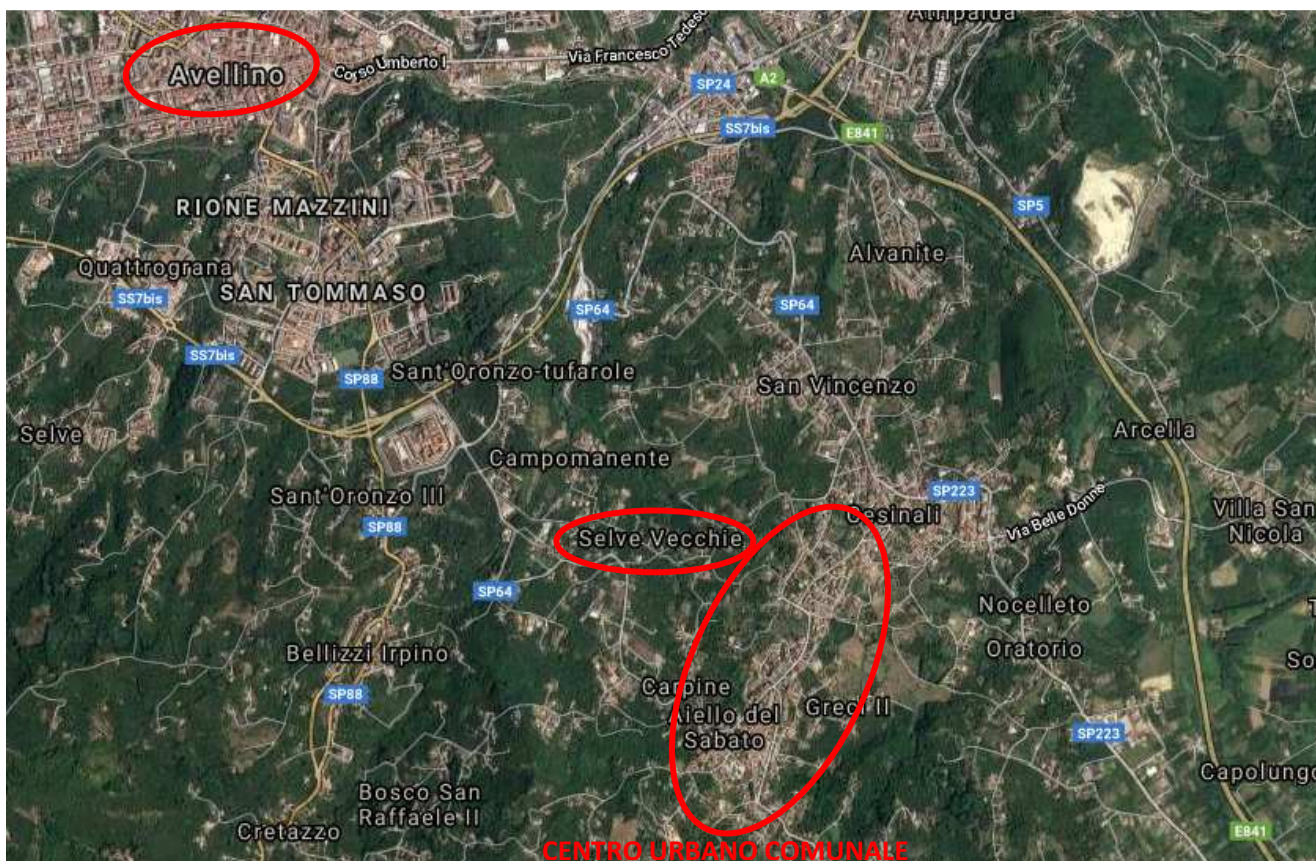 Atripalda
Via Francesco Tedesc
Corso Umberto I
Avellino
SP24
A2
SS7bis
E841
RIONE MAZZINI
SP5
Alvanite
Quattrograna
SAN TOMMASO
SS7bis
SP64
SP64
SS7bis
SP88
Sant'Oronzo-tufarole
San Vincenzo
Selve
Arcella
Campomanente
Sant'Oronzo III
SP223
Cesinali
Via Belle Donne
Villa San
Nicola
SP88
Selve Vecchie
SP64
Nocelleto
Bellizzi Irpino
Oratorio
So
SP88
Carpine
Aiello del
Sabato
Greci II
SP223
Capolungo
Bosco San
Raffaele II
Cretazzo
E841
CENTRO URBANO COMUNALE